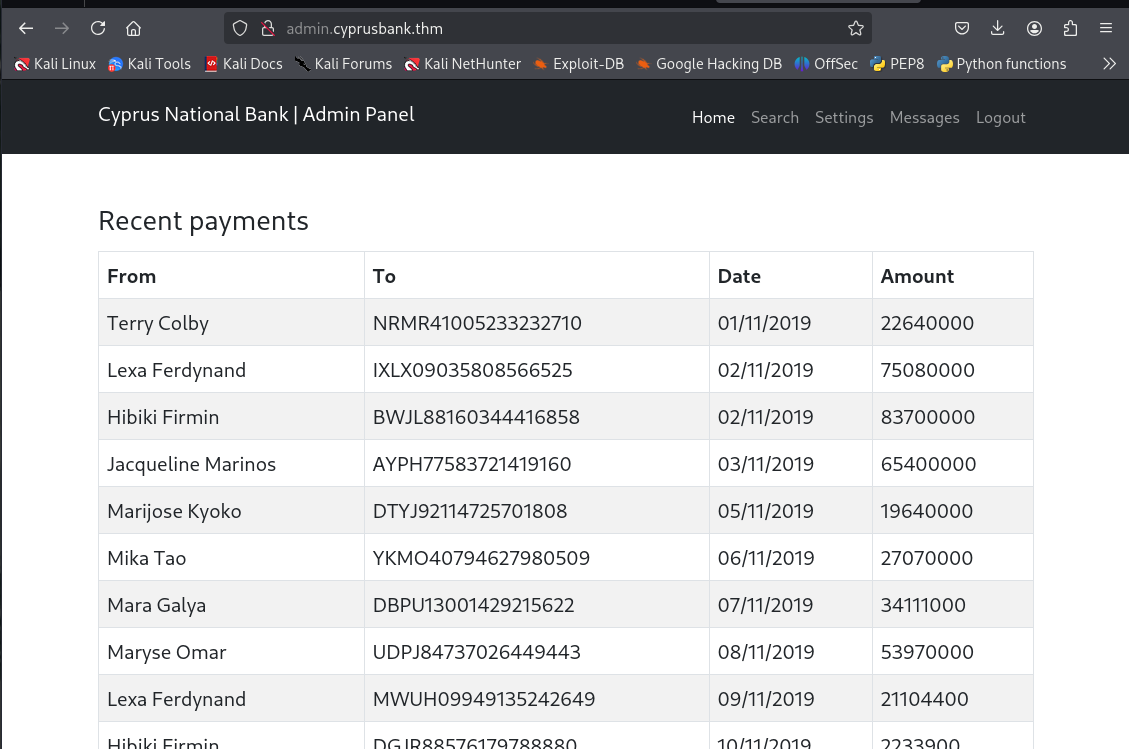 admin.cyprusbank.thm
Kali Linux Kali Tools Kali Docs Kali Forums Kali NetHunter Exploit-DB Google Hacking DB OffSec PEP8 Python functions
Cyprus National Bank | Admin Panel Home Search Settings Messages Logout
Recent payments
From To Date Amount
Terry Colby NRMR41005233232710 01/11/2019 22640000
Lexa Ferdynand IXLX09035808566525 02/11/2019 75080000
Hibiki Firmin BWJL88160344416858 02/11/2019 83700000
Jacqueline Marinos AYPH77583721419160 03/11/2019 65400000
Marijose Kyoko DTYJ92114725701808 05/11/2019 19640000
Mika Tao YKMO40794627980509 06/11/2019 27070000
Mara Galya DBPU13001429215622 07/11/2019 34111000
Maryse Omar UDPJ84737026449443 08/11/2019 53970000
Lexa Ferdynand MWUH09949135242649 09/11/2019 21104400
Hibiki Firmin DGJR88576179788880 10/11/2019 2233900